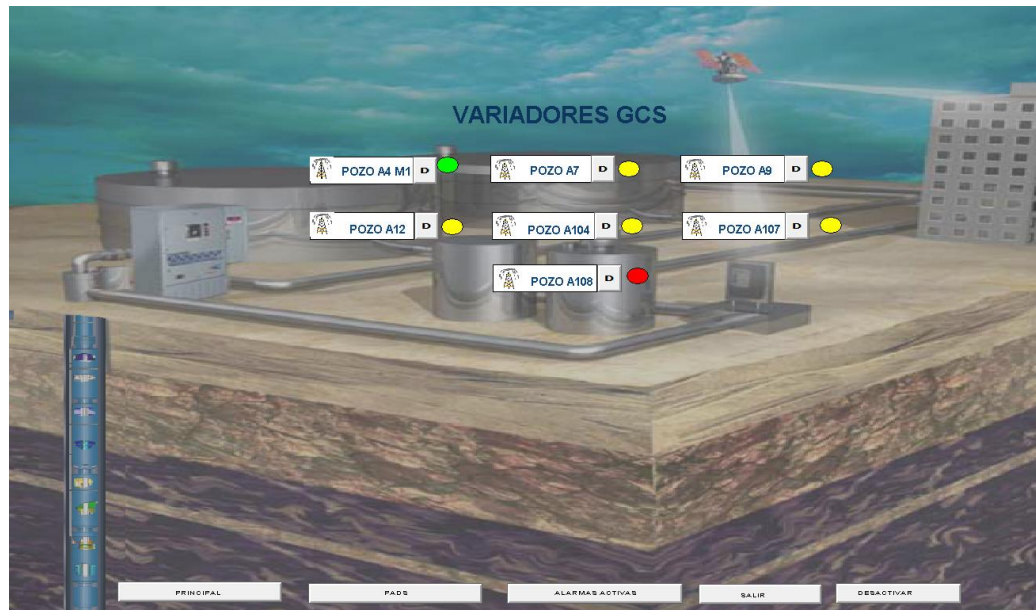 VARIADORES GCS
POZO A4 M1 D
POZO A7 D
POZO A9 D
POZO A12 D
POZO A104 D
POZO A107 D
POZO A108 D
PRINCIPAL
PADS
ALARMAS ACTIVAS
SALIR
DESACTIVAR